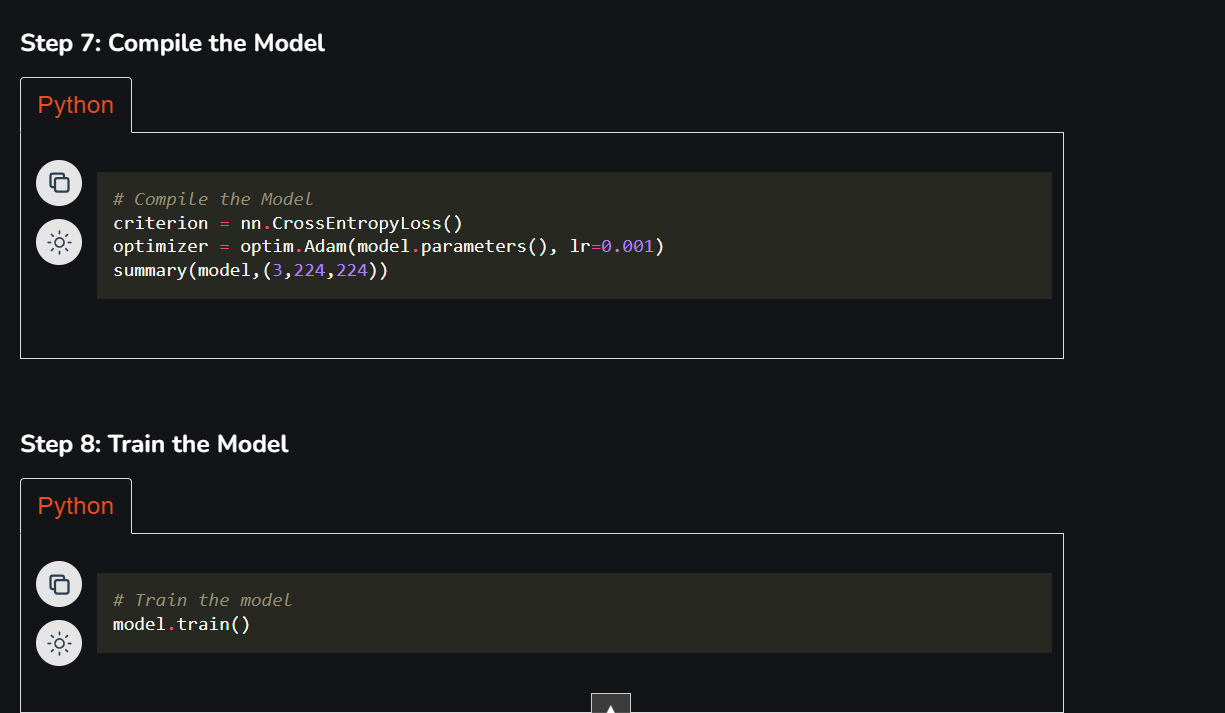 Step 7: Compile the Model
Python
# Compile the Model
criterion = nn.CrossEntropyLoss()
optimizer = optim.Adam(model.parameters(), lr=0.001)
summary(model,(3,224,224))
Step 8: Train the Model
Python
# Train the model
model.train()